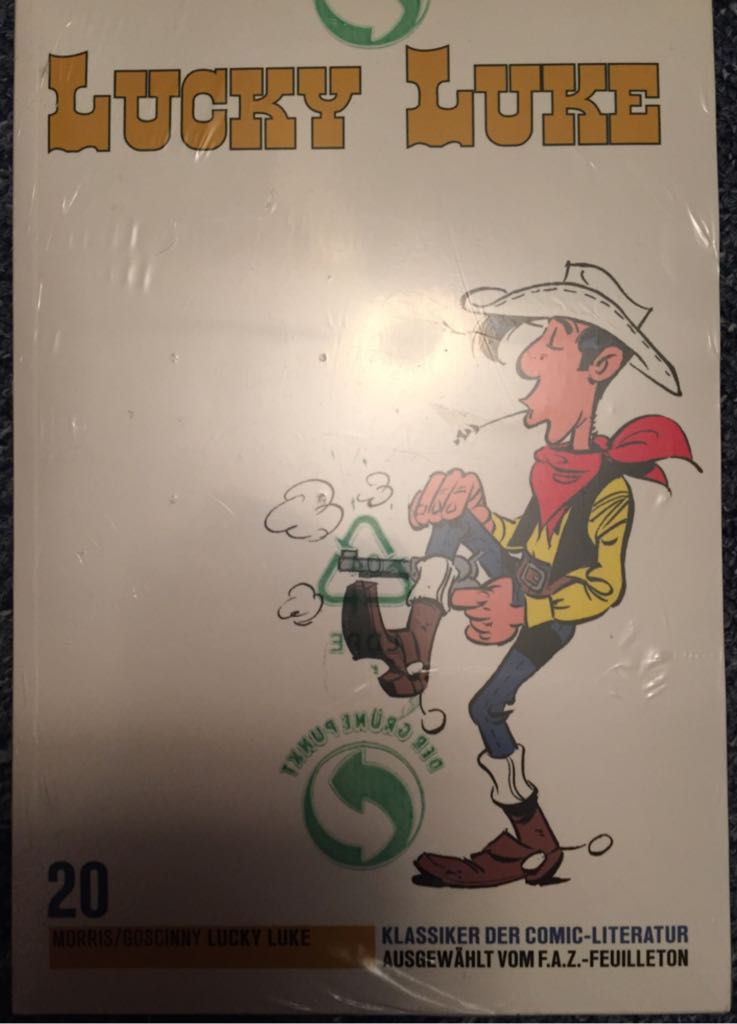 LUCKY LUKE
DER GRÜNE PUNKT
20
MORRIS/GOSCINNY LUCKY LUKE
KLASSIKER DER COMIC-LITERATUR
AUSGEWÄHLT VOM F.A.Z.-FEUILLETON